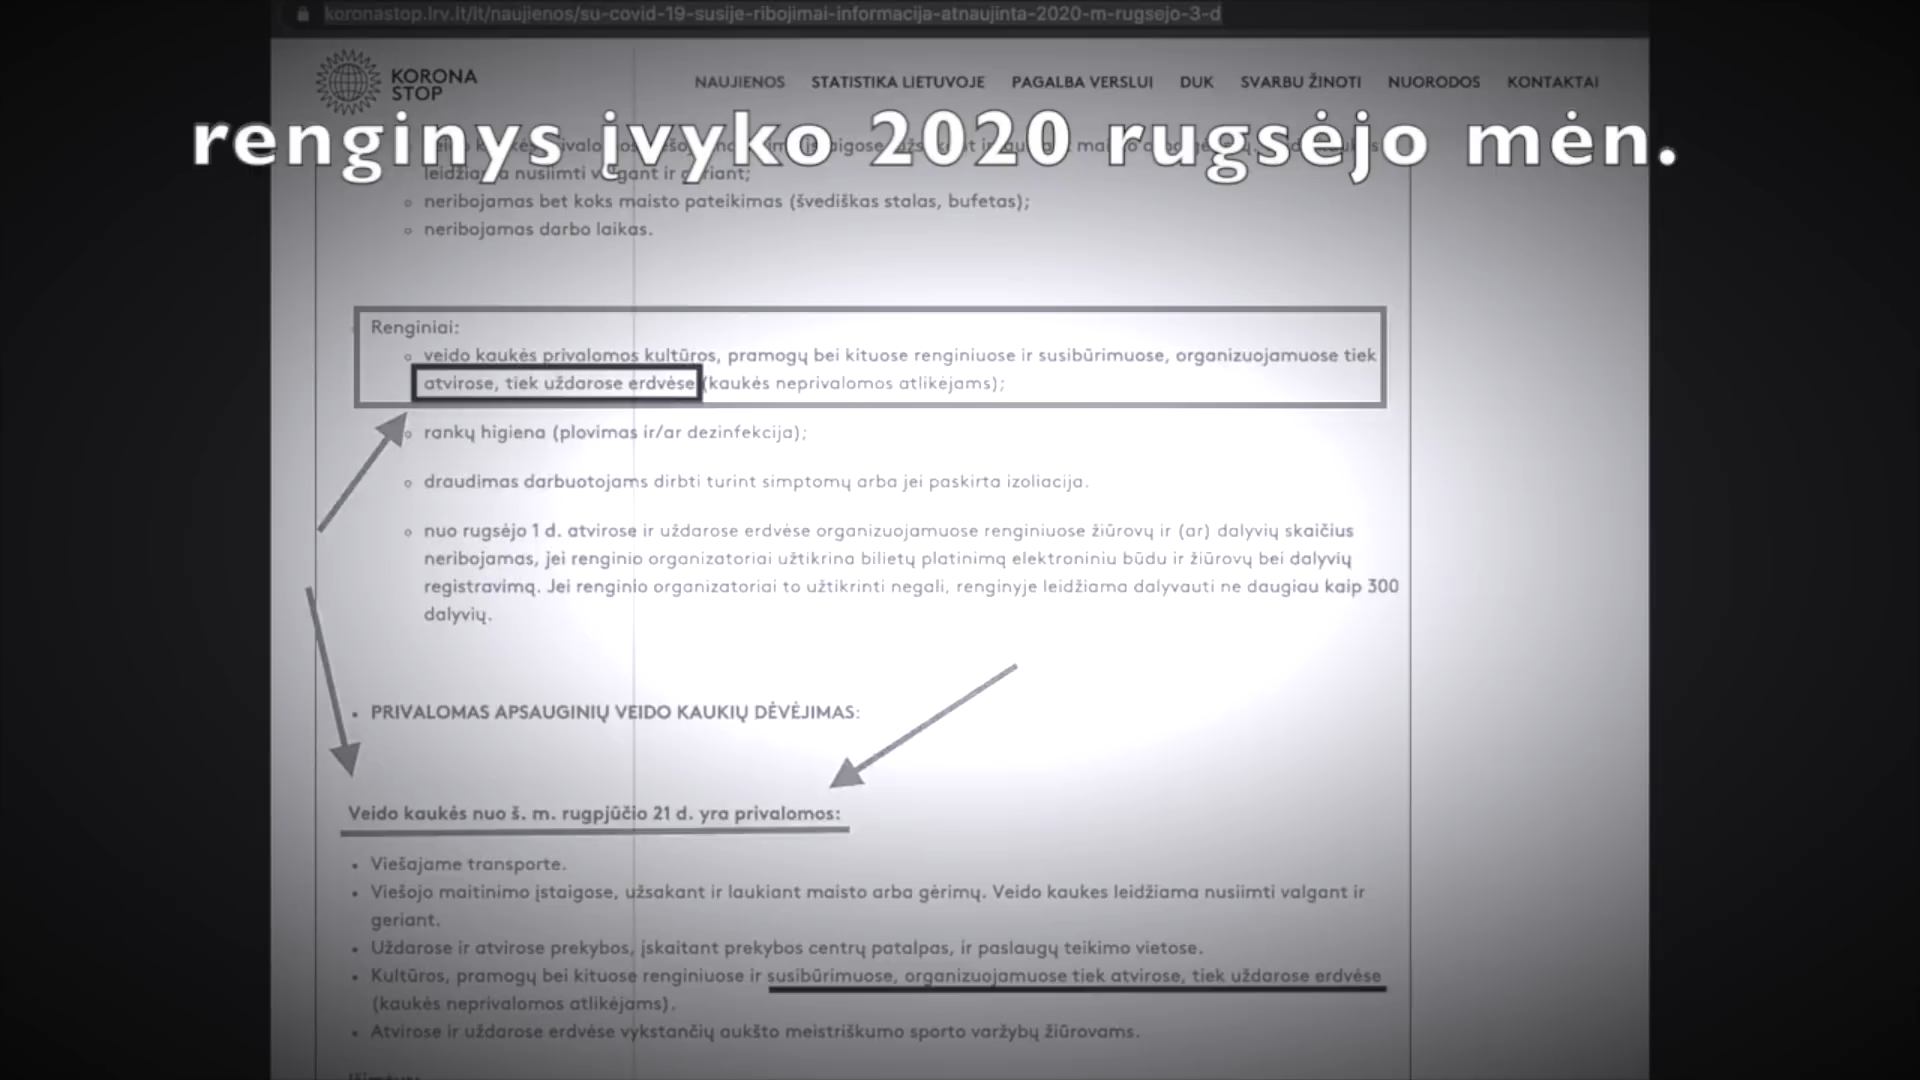 koronastop.lrv.lt/lt/naujienos/su-covid-19-susije-ribojimai-informacija-atnaujinta-2020-m-rugsejo-3-d
KORONA
STOP
NAUJIENOS STATISTIKA LIETUVOJE PAGALBA VERSLUI DUK SVARBU ŽINOTI NUORODOS KONTAKTAI
renginys įvyko 2020 rugsėjo mėn.
nusiimti valgant ir geriant;
neribojamas bet koks maisto pateikimas (švediškas stalas, bufetas);
neribojamas darbo laikas.
Renginiai:
veido kaukės privalomos kultūros, pramogų bei kituose renginiuose ir susibūrimuose, organizuojamuose tiek
atvirose, tiek uždarose erdvėse (kaukės neprivalomos atlikėjams);
rankų higiena (plovimas ir/ar dezinfekcija);
draudimas darbuotojams dirbti turint simptomų arba jei paskirta izoliacija.
nuo rugsėjo 1 d. atvirose ir uždarose erdvėse organizuojamuose renginiuose žiūrovų ir (ar) dalyvių skaičius
neribojamas, jei renginio organizatoriai užtikrina bilietų platinimą elektroniniu būdu ir žiūrovų bei dalyvių
registravimą. Jei renginio organizatoriai to užtikrinti negali, renginyje leidžiama dalyvauti ne daugiau kaip 300
dalyvių.
PRIVALOMAS APSAUGINIŲ VEIDO KAUKIŲ DĖVĖJIMAS:
Veido kaukės nuo š. m. rugpjūčio 21 d. yra privalomos:
Viešajame transporte.
Viešojo maitinimo įstaigose, užsakant ir laukiant maisto arba gėrimų. Veido kaukes leidžiama nusiimti valgant ir
geriant.
Uždarose ir atvirose prekybos, įskaitant prekybos centrų patalpas, ir paslaugų teikimo vietose.
Kultūros, pramogų bei kituose renginiuose ir susibūrimuose, organizuojamuose tiek atvirose, tiek uždarose erdvėse
(kaukės neprivalomos atlikėjams).
Atvirose ir uždarose erdvėse vykstančių aukšto meistriškumo sporto varžybų žiūrovams.